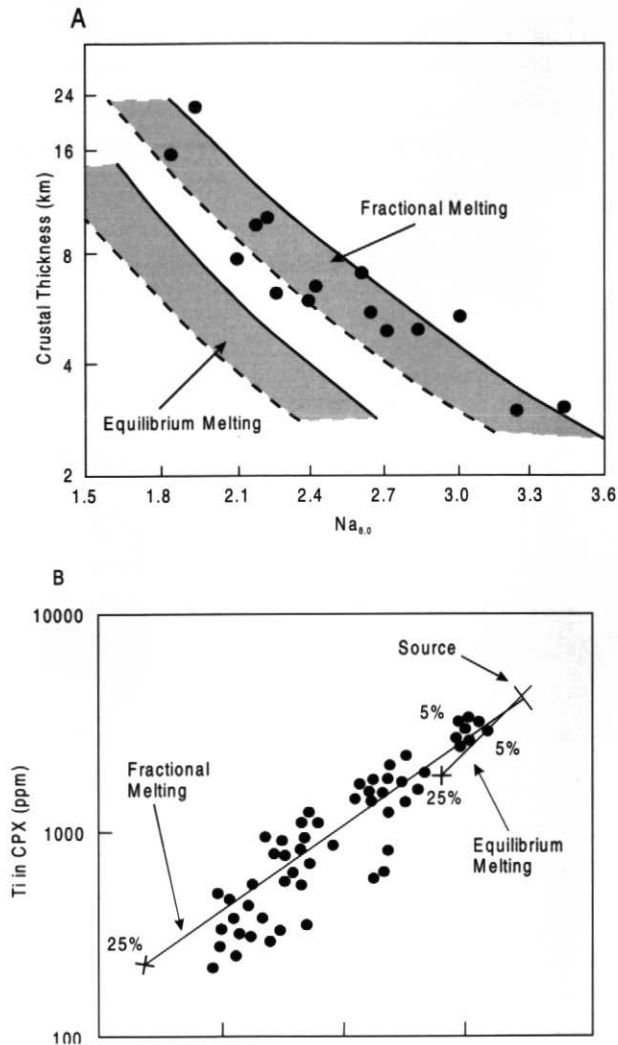 A
Crustal Thickness (km)
24
16
8
4
2
Fractional Melting
Equilibrium Melting
1.5 1.8 2.1 2.4 2.7 3.0 3.3 3.6
Na8.0
B
Ti in CPX (ppm)
10000
1000
100
Source
5%
5%
Fractional
Melting
25%
Equilibrium
Melting
25%